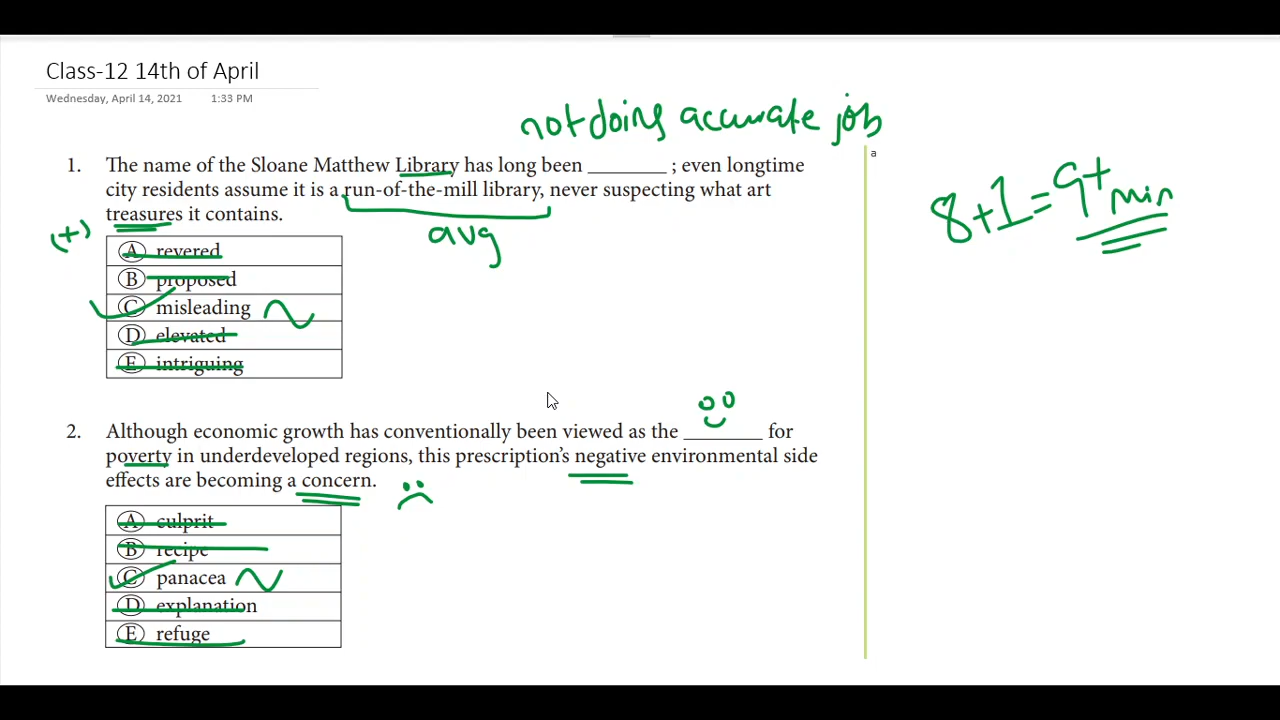 Class-12 14th of April
Wednesday, April 14, 2021 1:33 PM
not doing accurate job
1. The name of the Sloane Matthew Library has long been _______ ; even longtime
city residents assume it is a run-of-the-mill library, never suspecting what art
treasures it contains.
a
8+1=9+ min
(+)
avg
A revered
B proposed
C misleading
D elevated
E intriguing
2. Although economic growth has conventionally been viewed as the _______ for
poverty in underdeveloped regions, this prescription's negative environmental side
effects are becoming a concern.
A culprit
B recipe
C panacea
D explanation
E refuge